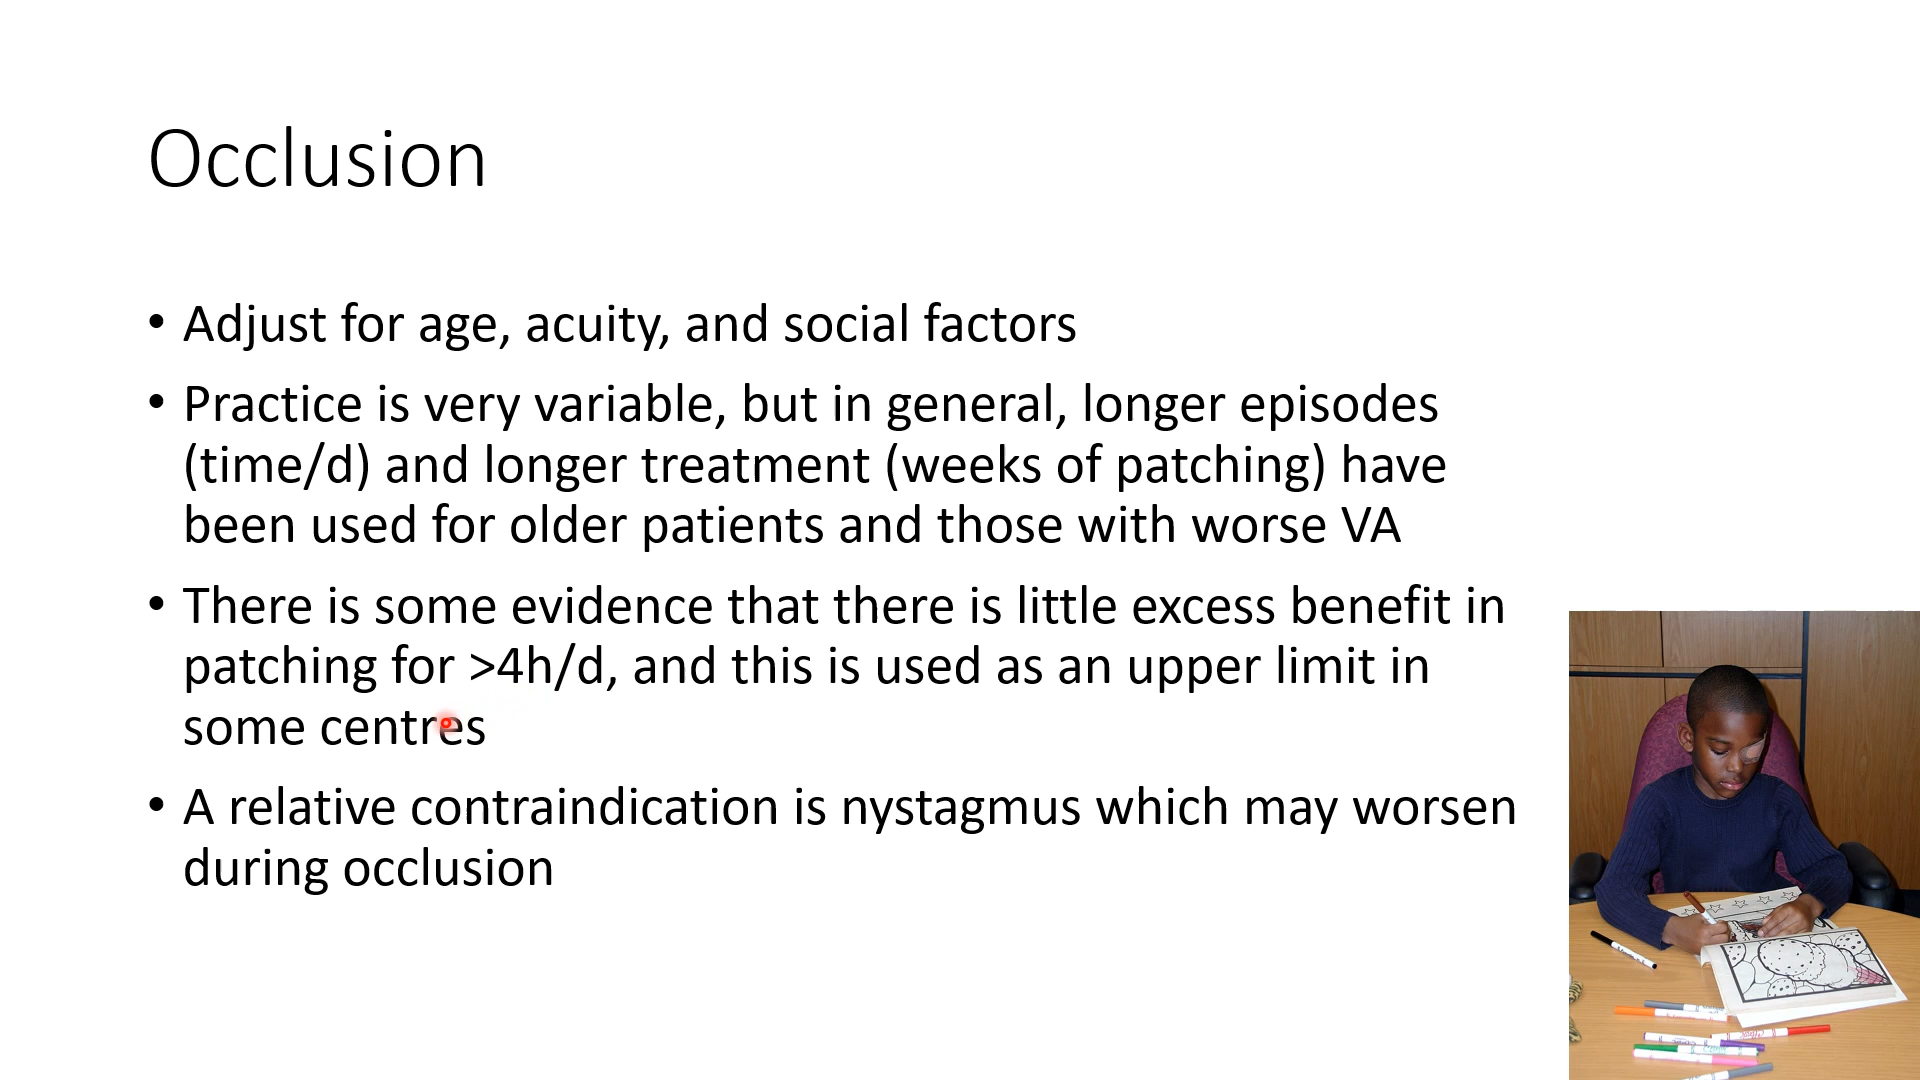 Occlusion
• Adjust for age, acuity, and social factors
• Practice is very variable, but in general, longer episodes
(time/d) and longer treatment (weeks of patching) have
been used for older patients and those with worse VA
• There is some evidence that there is little excess benefit in
patching for >4h/d, and this is used as an upper limit in
some centres
• A relative contraindication is nystagmus which may worsen
during occlusion